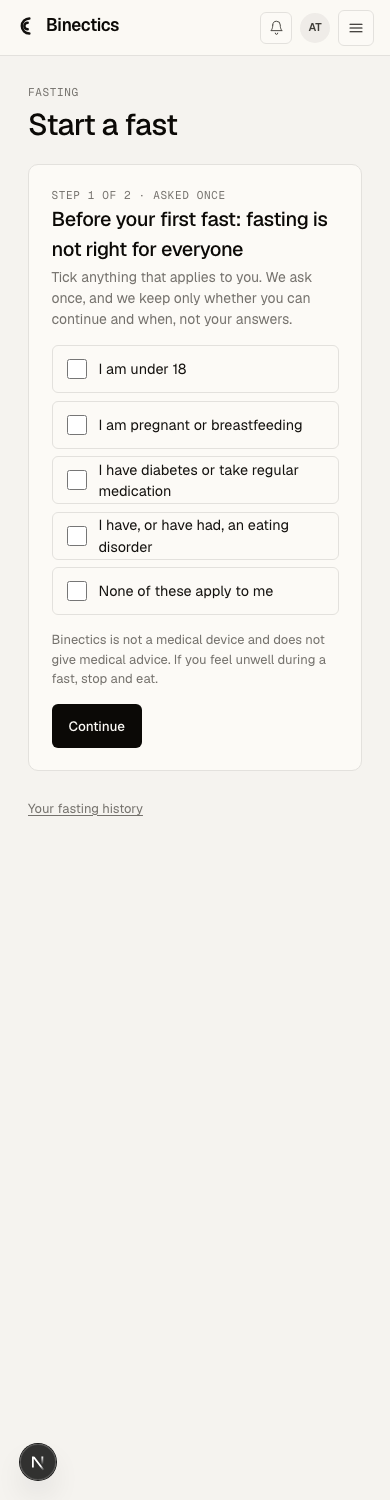 Binectics
AT
FASTING
Start a fast
STEP 1 OF 2 · ASKED ONCE
Before your first fast: fasting is
not right for everyone
Tick anything that applies to you. We ask
once, and we keep only whether you can
continue and when, not your answers.
I am under 18
I am pregnant or breastfeeding
I have diabetes or take regular
medication
I have, or have had, an eating
disorder
None of these apply to me
Binectics is not a medical device and does not
give medical advice. If you feel unwell during a
fast, stop and eat.
Continue
Your fasting history
N